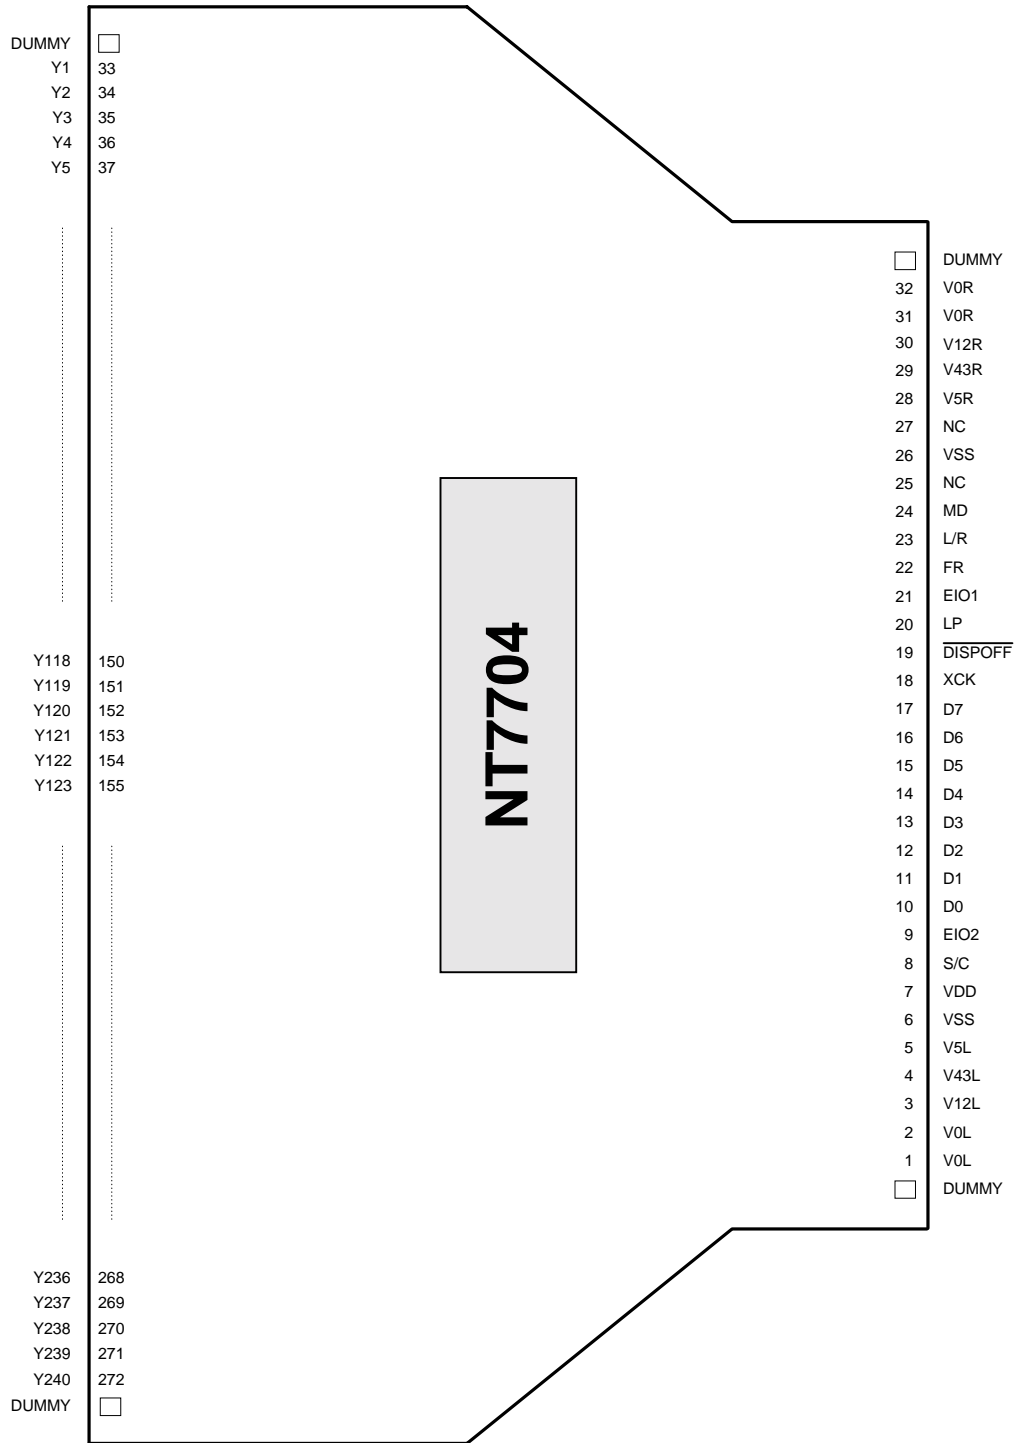 DUMMY
Y1 33
Y2 34
Y3 35
Y4 36
Y5 37
Y118 150
Y119 151
Y120 152
Y121 153
Y122 154
Y123 155
Y236 268
Y237 269
Y238 270
Y239 271
Y240 272
DUMMY
NT7704
DUMMY
32 V0R
31 V0R
30 V12R
29 V43R
28 V5R
27 NC
26 VSS
25 NC
24 MD
23 L/R
22 FR
21 EIO1
20 LP
19 DISPOFF
18 XCK
17 D7
16 D6
15 D5
14 D4
13 D3
12 D2
11 D1
10 D0
9 EIO2
8 S/C
7 VDD
6 VSS
5 V5L
4 V43L
3 V12L
2 V0L
1 V0L
DUMMY